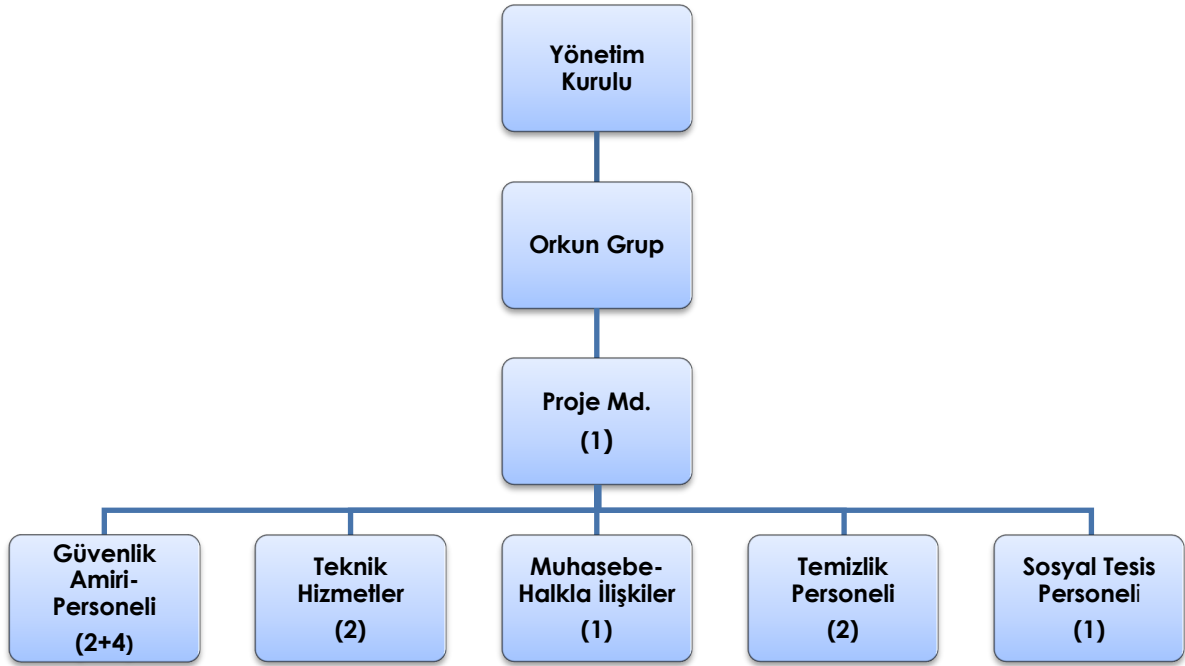 Yönetim
Kurulu
Orkun Grup
Proje Md.
(1)
Güvenlik
Amiri-
Personeli
(2+4)
Teknik
Hizmetler
(2)
Muhasebe-
Halkla İlişkiler
(1)
Temizlik
Personeli
(2)
Sosyal Tesis
Personeli
(1)